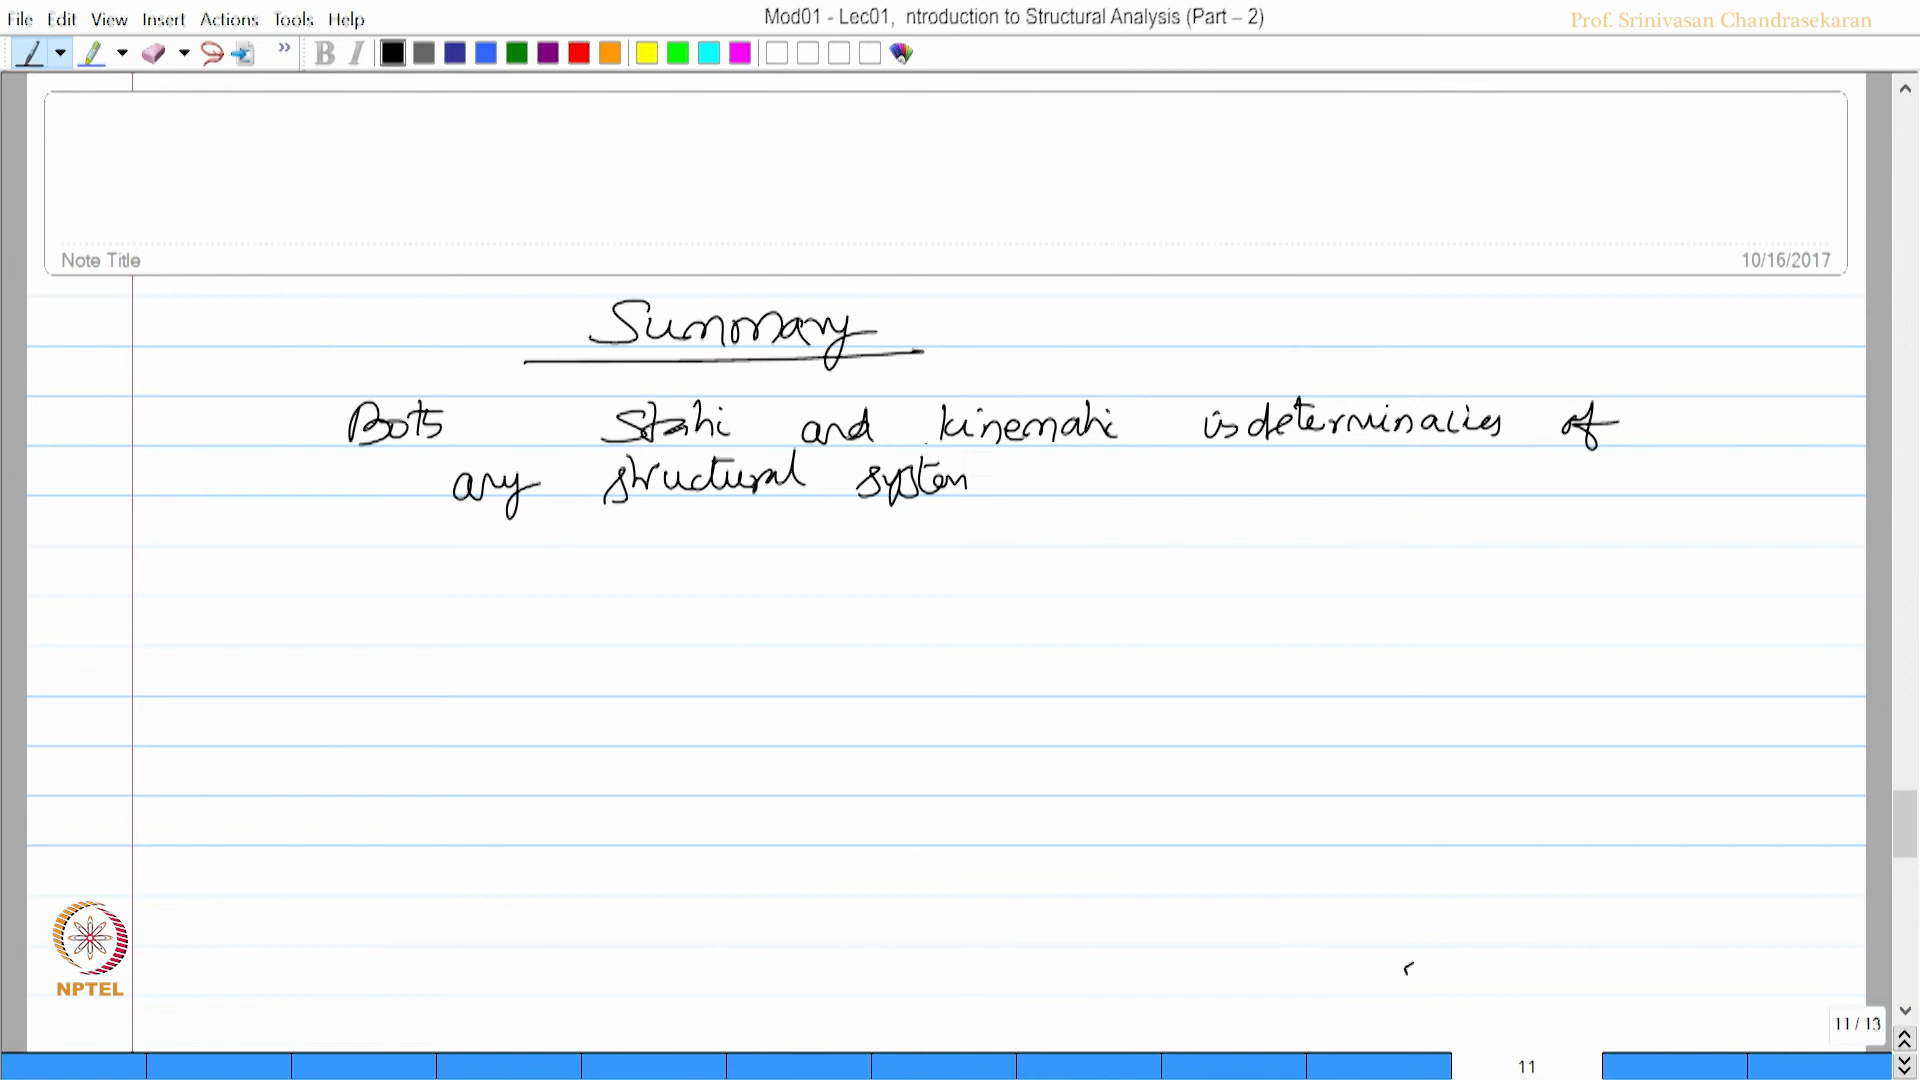 File Edit View Insert Actions Tools Help
Mod01 - Lec01, ntroduction to Structural Analysis (Part – 2)
Prof. Srinivasan Chandrasekaran
B I
Note Title
10/16/2017
Summary
Both static and kinematic indeterminacies of
any structural system
NPTEL
11 / 13
11